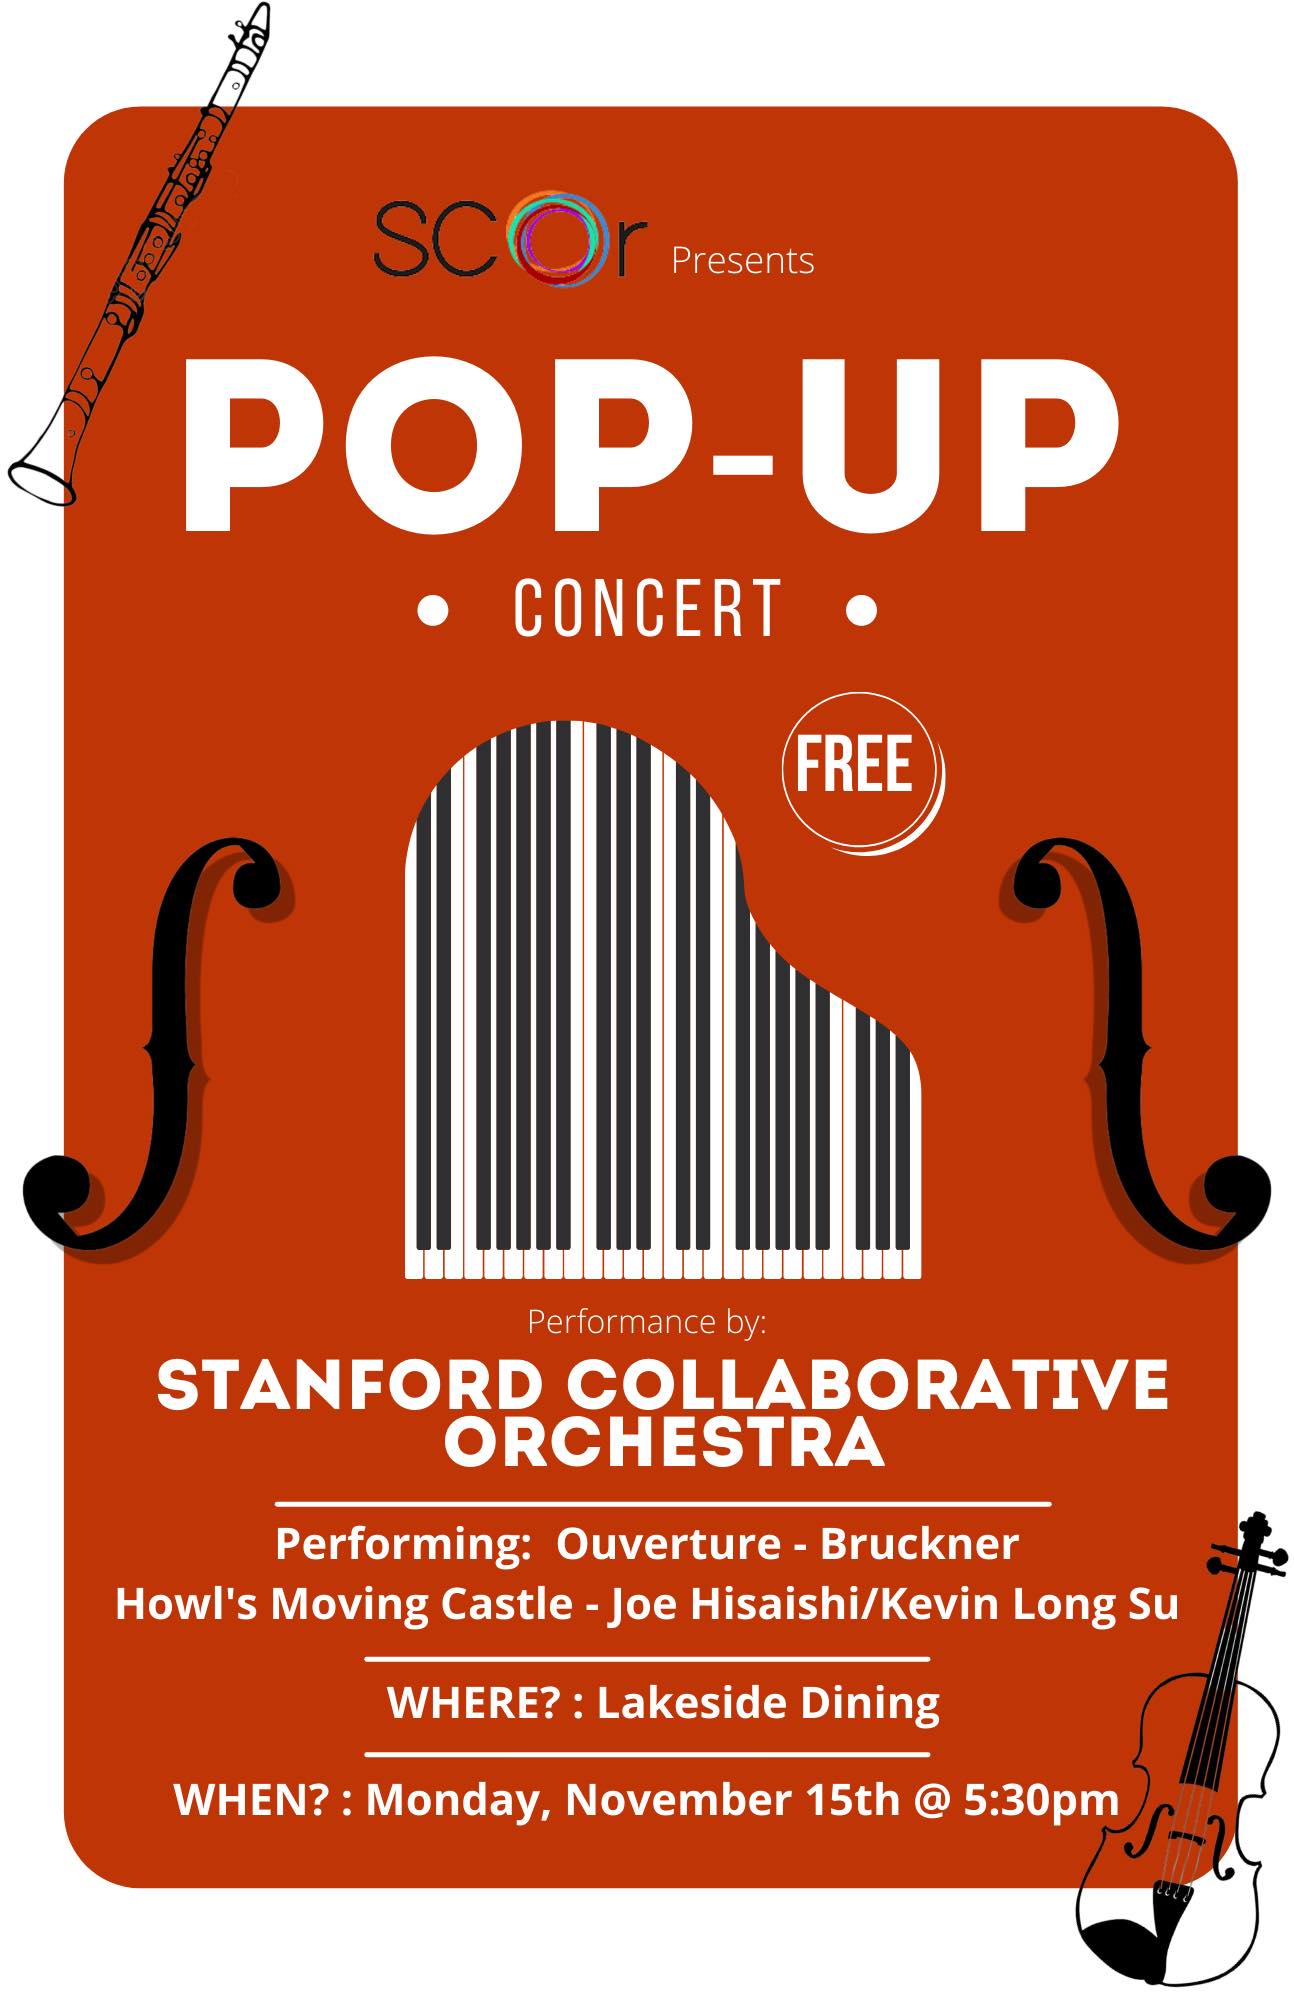 SCOr Presents
POP-UP
• CONCERT •
FREE
Performance by:
STANFORD COLLABORATIVE
ORCHESTRA
Performing: Ouverture - Bruckner
Howl's Moving Castle - Joe Hisaishi/Kevin Long Su
WHERE? : Lakeside Dining
WHEN? : Monday, November 15th @ 5:30pm